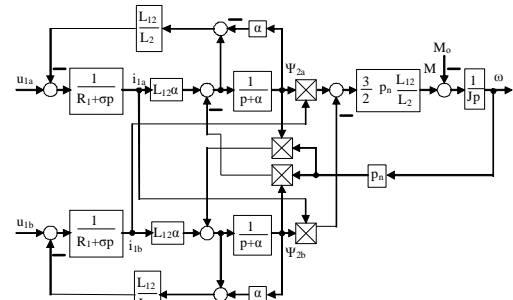 L₁₂
L₂
α
u₁ₐ
i₁ₐ
Ψ₂ₐ
1
R₁+σp
L₁₂α
1
p+α
3
2
pₙ
L₁₂
L₂
M
Mₒ
1
Jp
ω
pₙ
u₁b
1
R₁+σp
i₁b
L₁₂α
1
p+α
Ψ₂b
L₁₂
α